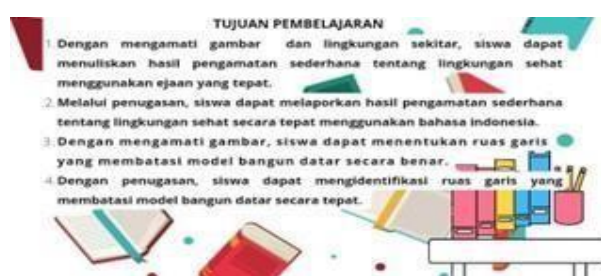 TUJUAN PEMBELAJARAN
1. Dengan mengamati gambar dan lingkungan sekitar, siswa dapat
menuliskan hasil pengamatan sederhana tentang lingkungan sehat
menggunakan ejaan yang tepat.
2. Melalui penugasan, siswa dapat melaporkan hasil pengamatan sederhana
tentang lingkungan sehat secara tepat menggunakan bahasa indonesia.
3. Dengan mengamati gambar, siswa dapat menentukan ruas garis
yang membatasi model bangun datar secara benar.
4. Dengan penugasan, siswa dapat mengidentifikasi ruas garis yang
membatasi model bangun datar secara tepat.